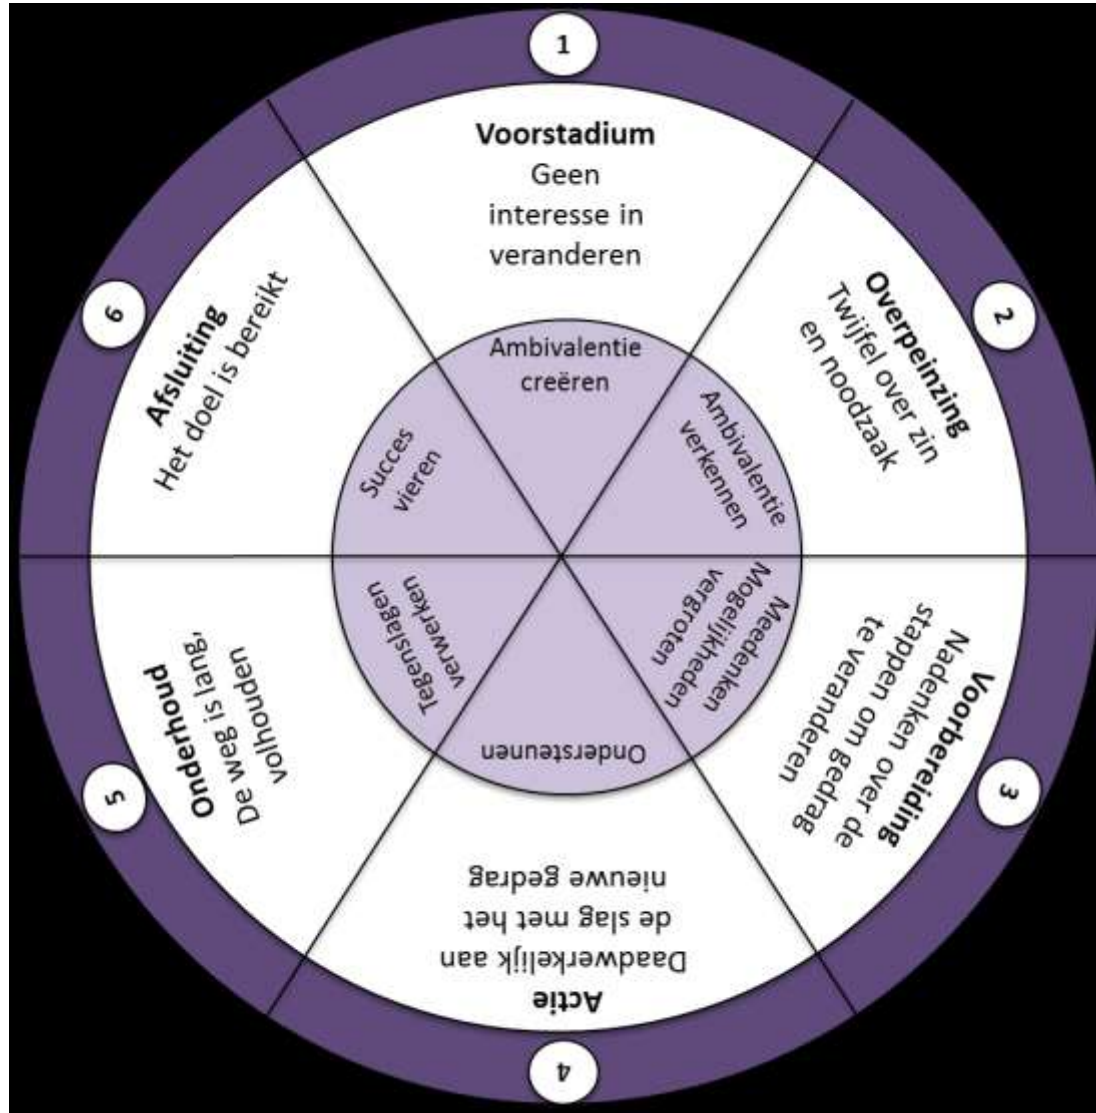 1
Voorstadium
Geen
interesse in
veranderen
Ambivalentie
creëren
2
Overpeinzing
Twijfel over zin
en noodzaak
Ambivalentie
verkennen
3
Voorbereiding
Nadenken over de
stappen om gedrag
te veranderen
Meedenken
Mogelijkheden
vergroten
4
Actie
Daadwerkelijk aan
de slag met het
nieuwe gedrag
Ondersteunen
5
Onderhoud
De weg is lang,
volhouden
Tegenslagen
verwerken
6
Afsluiting
Het doel is bereikt
Succes
vieren